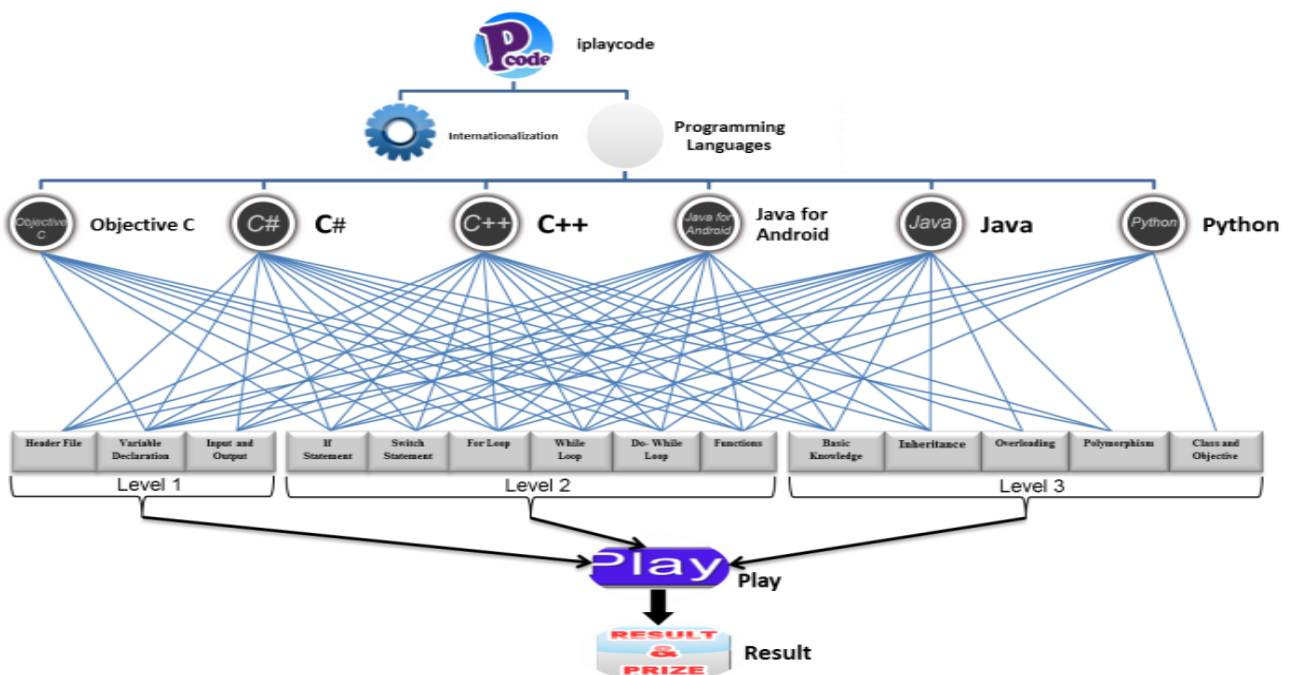 Pcode
iplaycode
Internationalization
Programming
Languages
Objective
C
Objective C
C#
C#
C++
C++
Java for
Android
Java for
Android
Java
Java
Python
Python
Header File
Variable
Declaration
Input and
Output
If
Statement
Switch
Statement
For Loop
While
Loop
Do- While
Loop
Functions
Basic
Knowledge
Inheritance
Overloading
Polymorphism
Class and
Objective
Level 1
Level 2
Level 3
Play
Play
RESULT
&
PRIZE
Result